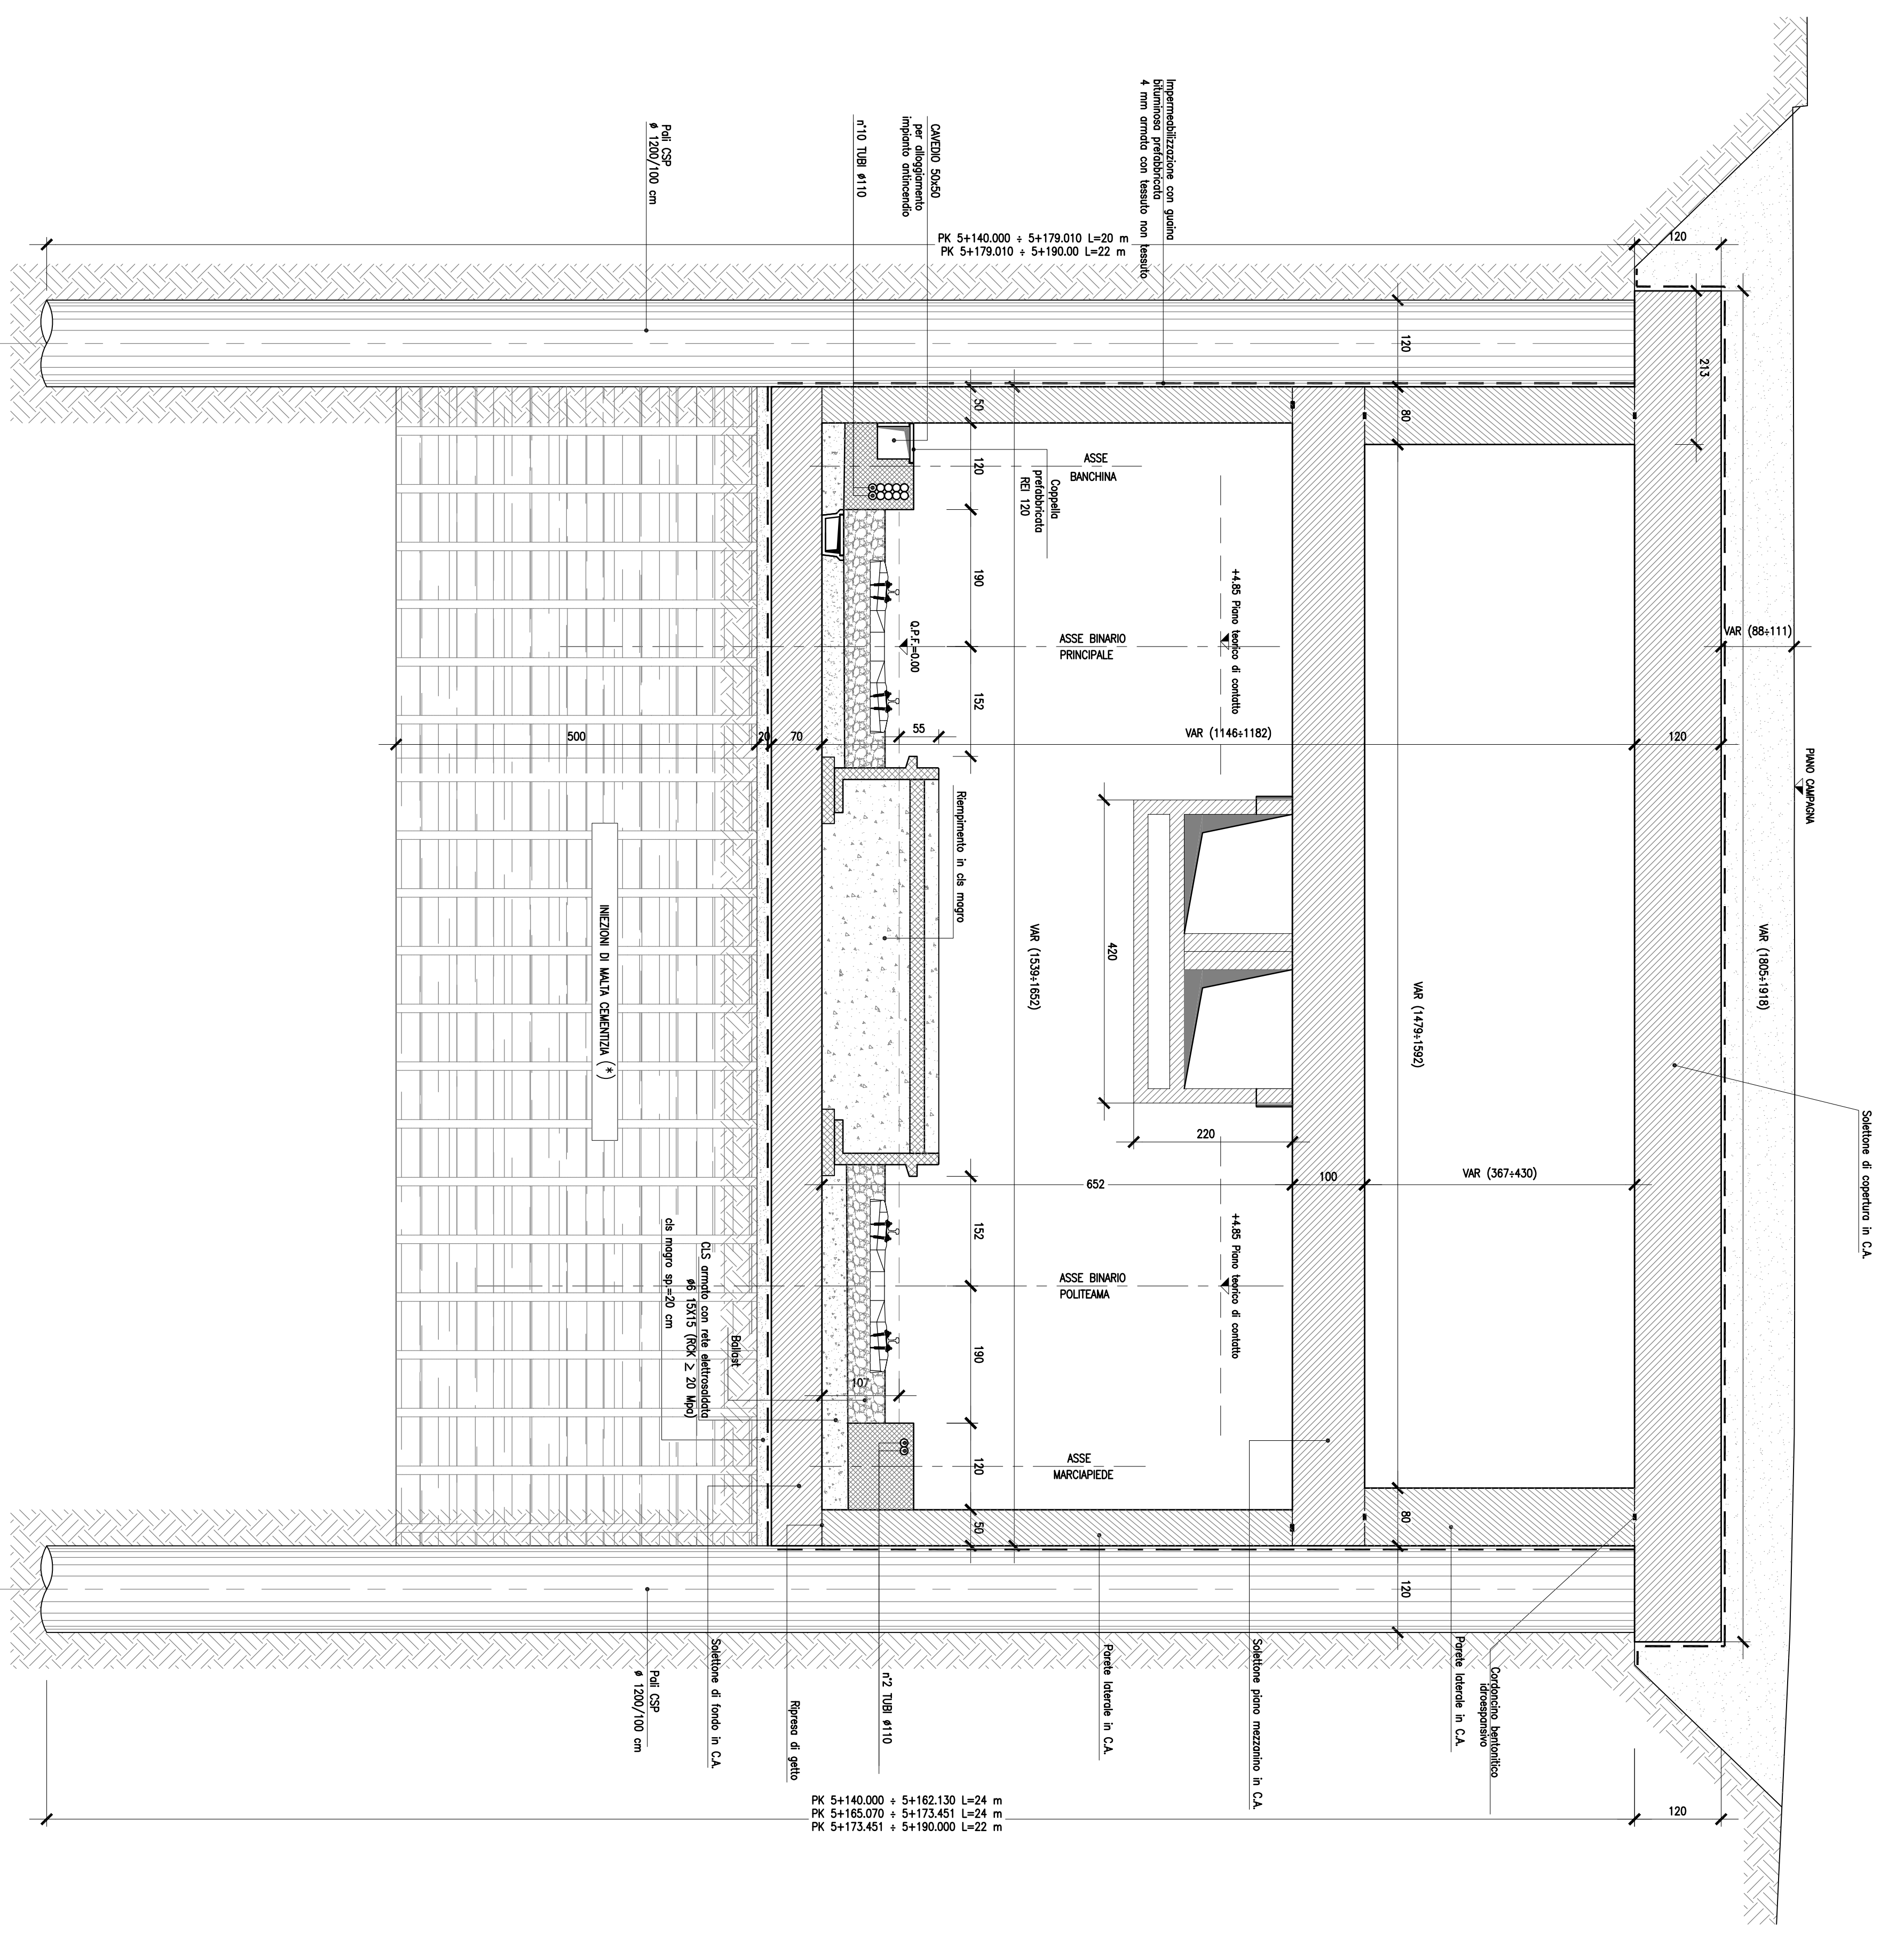 PIANO CAMPAGNA
Solettone di copertura in C.A.
VAR (1805÷1918)
VAR (88÷111)
120
213
120
120
PK 5+140.000 ÷ 5+179.010 L=20 m
PK 5+179.010 ÷ 5+190.00 L=22 m
Impermeabilizzazione con guaina
bituminosa prefabbricata
4 mm armata con tessuto non tessuto
120
80
VAR (1479÷1592)
80
120
VAR (367÷430)
100
652
VAR (1146÷1182)
220
420
+4.85 Piano teorico di contatto
+4.85 Piano teorico di contatto
ASSE
BANCHINA
ASSE BINARIO
PRINCIPALE
ASSE BINARIO
POLITEAMA
ASSE
MARCIAPIEDE
Coppella
prefabbricata
REI 120
VAR (1539÷1652)
50
120
190
152
152
190
120
50
Riempimento in cls magro
55
Q.P.F.=0.00
107
CAVEDIO 50x50
per alloggiamento
impianto antincendio
n°10 TUBI ø110
70
20
500
Ballast
CLS armato con rete elettrosaldata
ø6 15X15 (RCK ≥ 20 Mpa)
cls magro sp.=20 cm
INIEZIONI DI MALTA CEMENTIZIA (*)
Pali CSP
ø 1200/100 cm
Cordoncino bentonitico
idroespansivo
Parete laterale in C.A.
Solettone piano mezzanino in C.A.
Parete laterale in C.A.
n°2 TUBI ø110
Ripresa di getto
Solettone di fondo in C.A.
Pali CSP
ø 1200/100 cm
120
PK 5+140.000 ÷ 5+162.130 L=24 m
PK 5+165.070 ÷ 5+173.451 L=24 m
PK 5+173.451 ÷ 5+190.000 L=22 m